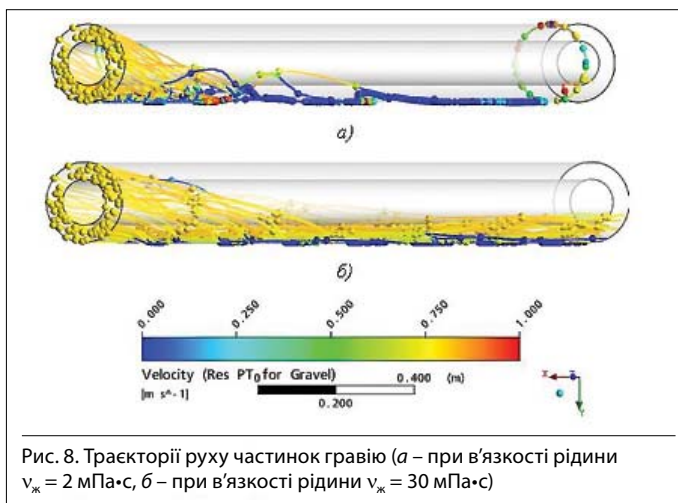 а)
б)
0.000
0.250
0.500
0.750
1.000
Velocity (Res PT₀ for Gravel)
[m s^-1]
0.400 (m)
0.200
X
Y
Рис. 8. Траєкторії руху частинок гравію (а – при в'язкості рідини
νж = 2 мПа•с, б – при в'язкості рідини νж = 30 мПа•с)